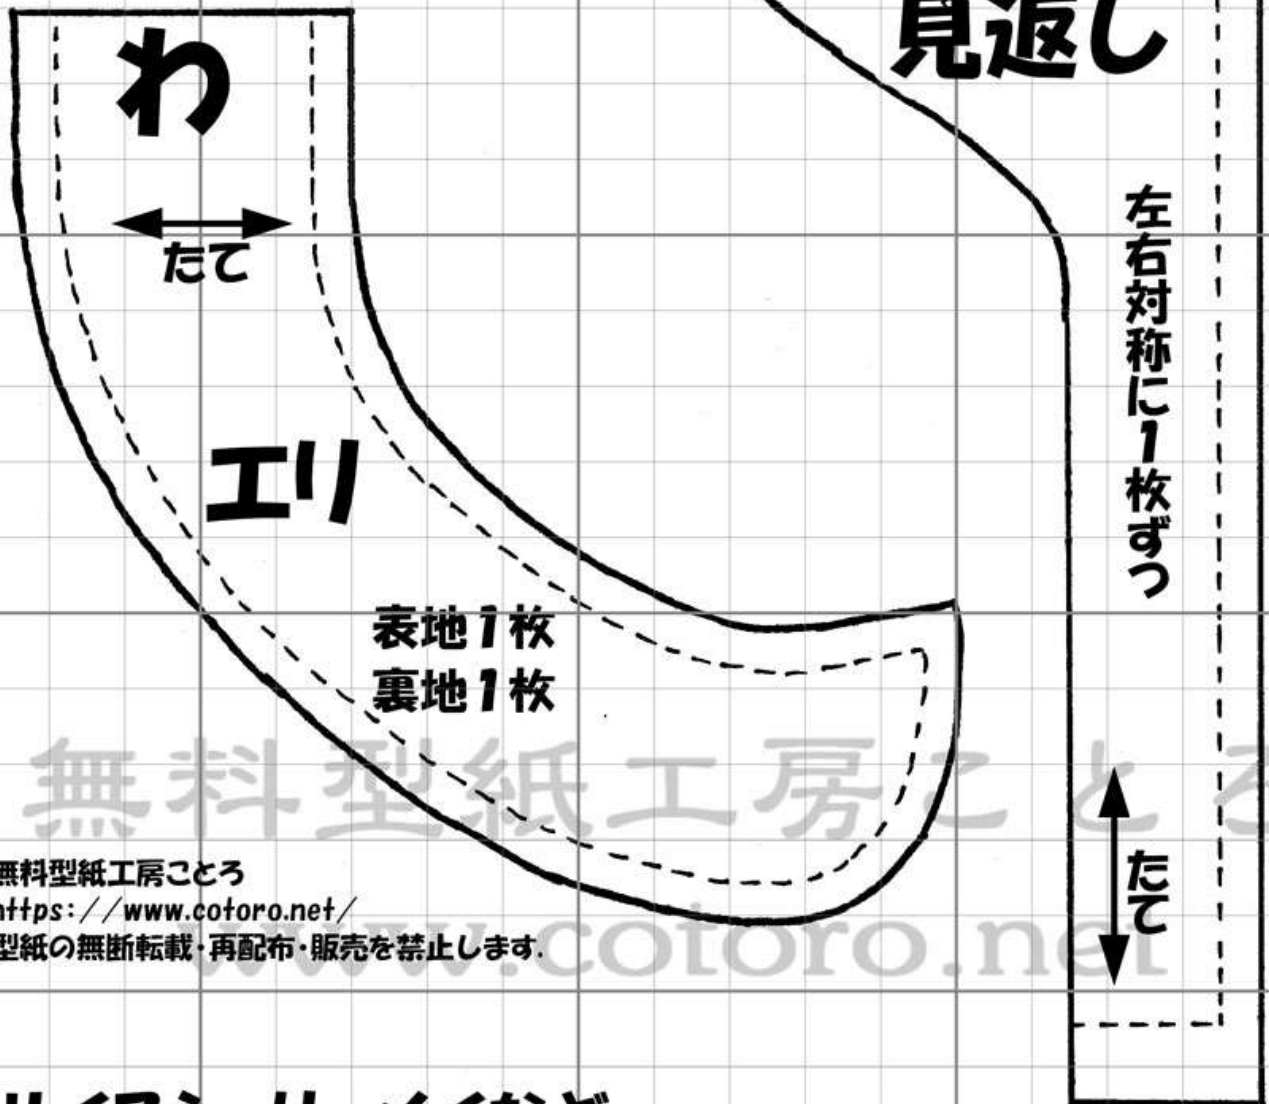 わ
たて
エリ
表地1枚
裏地1枚
見返し
左右対称に1枚ずつ
たて
無料型紙工房ことろ
www.cotoro.net
無料型紙工房ことろ
https://www.cotoro.net/
型紙の無断転載・再配布・販売を禁止します.